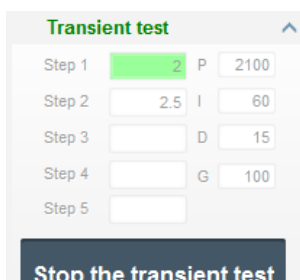 Transient test
Step 1 2 P 2100
Step 2 2.5 I 60
Step 3 D 15
Step 4 G 100
Step 5
Stop the transient test